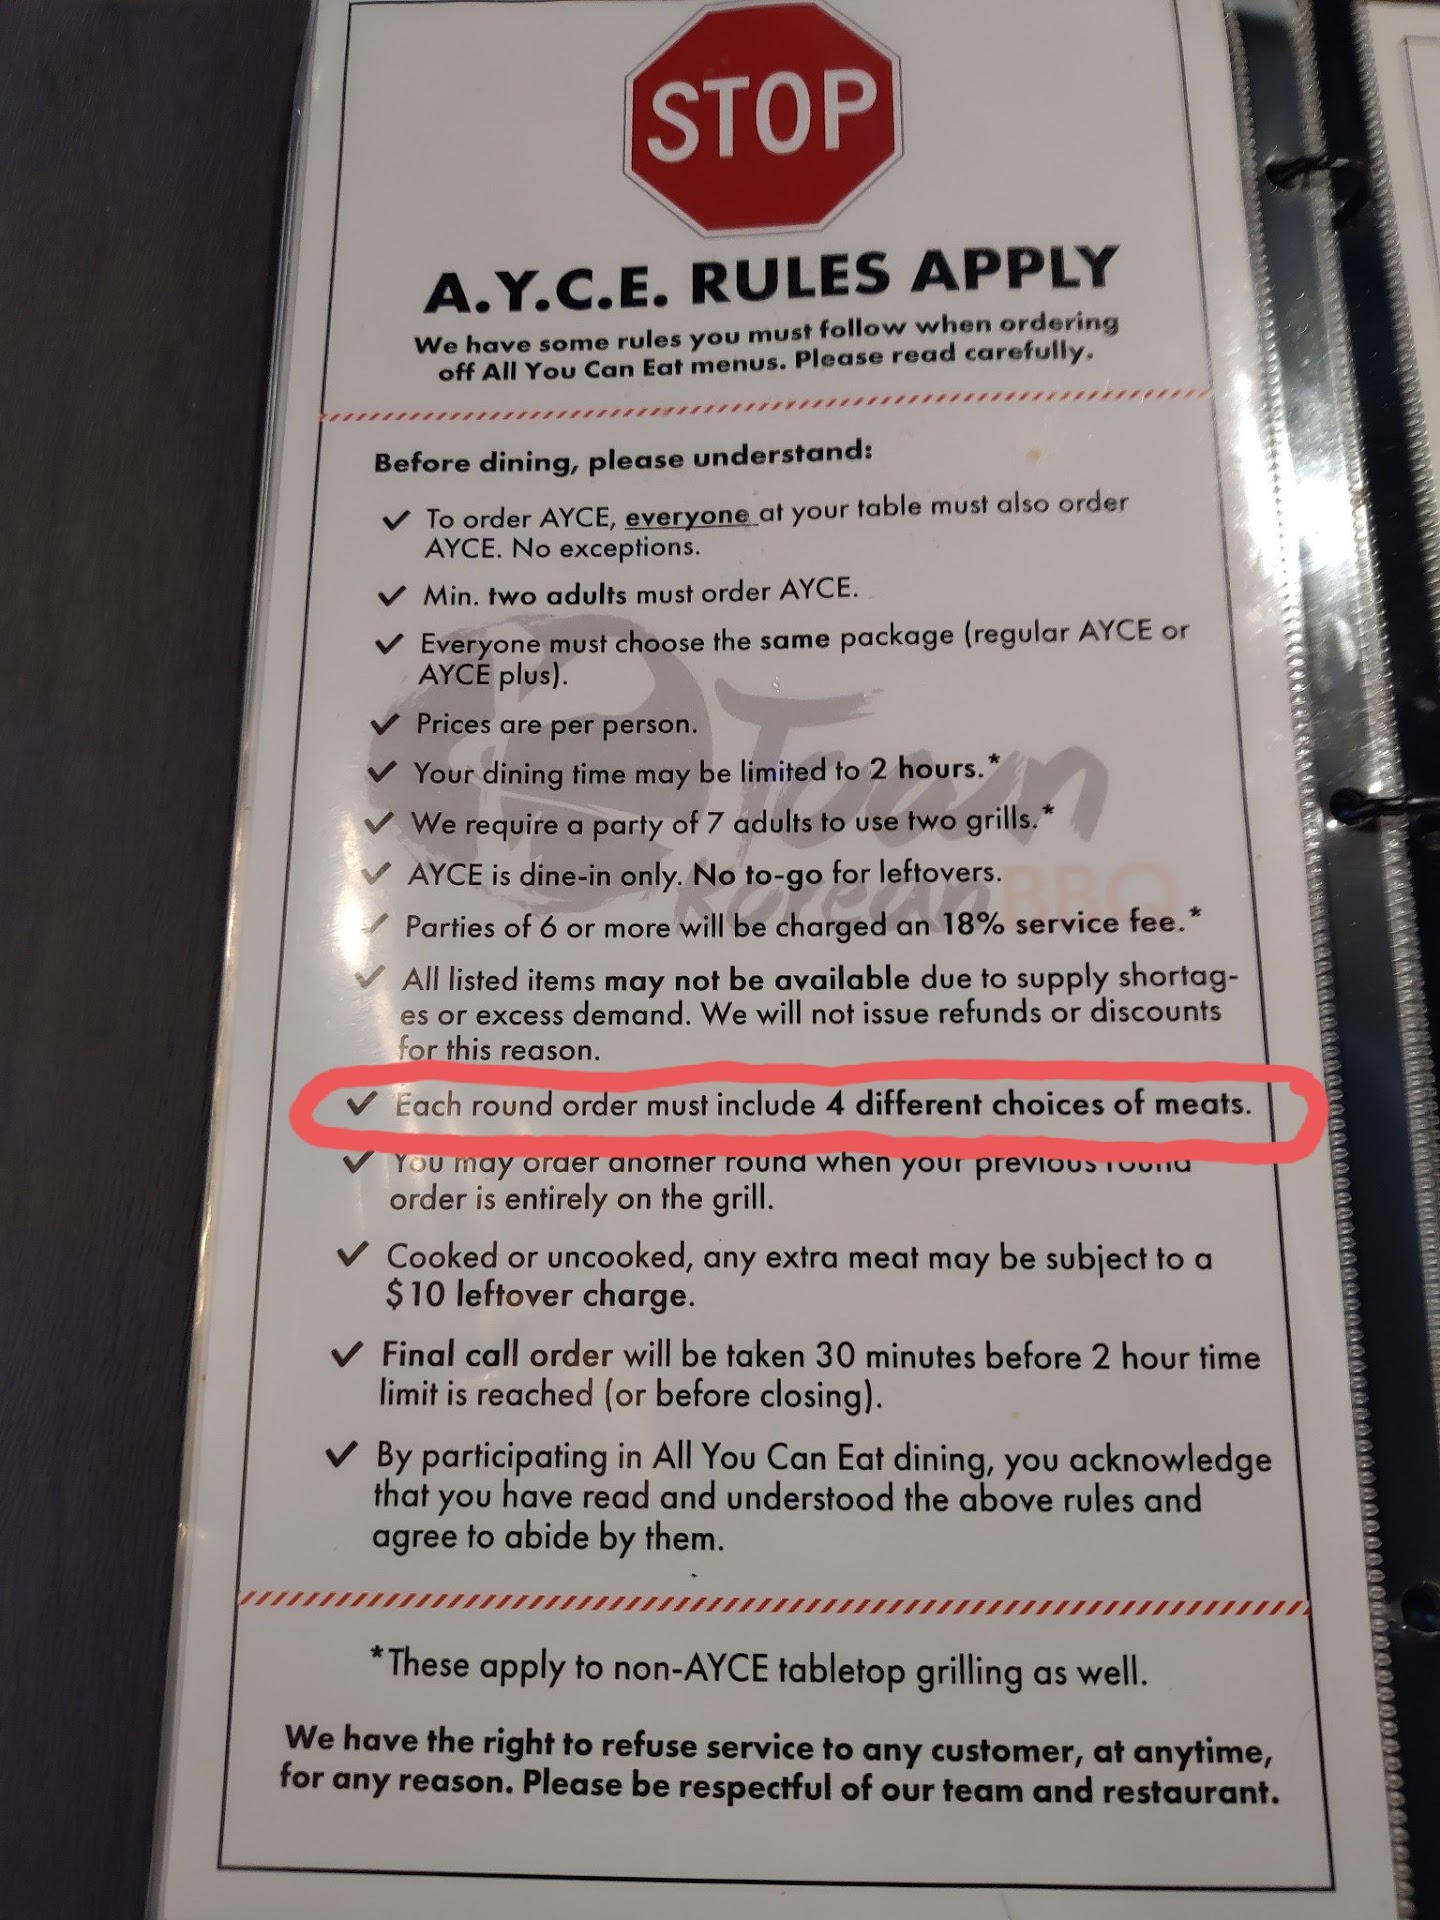 STOP
A.Y.C.E. RULES APPLY
We have some rules you must follow when ordering
off All You Can Eat menus. Please read carefully.
Before dining, please understand:
✓ To order AYCE, everyone at your table must also order
AYCE. No exceptions.
✓ Min. two adults must order AYCE.
✓ Everyone must choose the same package (regular AYCE or
AYCE plus).
✓ Prices are per person.
✓ Your dining time may be limited to 2 hours.*
✓ We require a party of 7 adults to use two grills.*
✓ AYCE is dine-in only. No to-go for leftovers.
✓ Parties of 6 or more will be charged an 18% service fee.*
✓ All listed items may not be available due to supply shortag-
es or excess demand. We will not issue refunds or discounts
for this reason.
✓ Each round order must include 4 different choices of meats.
✓ You may order another round when your previous round
order is entirely on the grill.
✓ Cooked or uncooked, any extra meat may be subject to a
$10 leftover charge.
✓ Final call order will be taken 30 minutes before 2 hour time
limit is reached (or before closing).
✓ By participating in All You Can Eat dining, you acknowledge
that you have read and understood the above rules and
agree to abide by them.
*These apply to non-AYCE tabletop grilling as well.
We have the right to refuse service to any customer, at anytime,
for any reason. Please be respectful of our team and restaurant.
Town
Korean BBQ